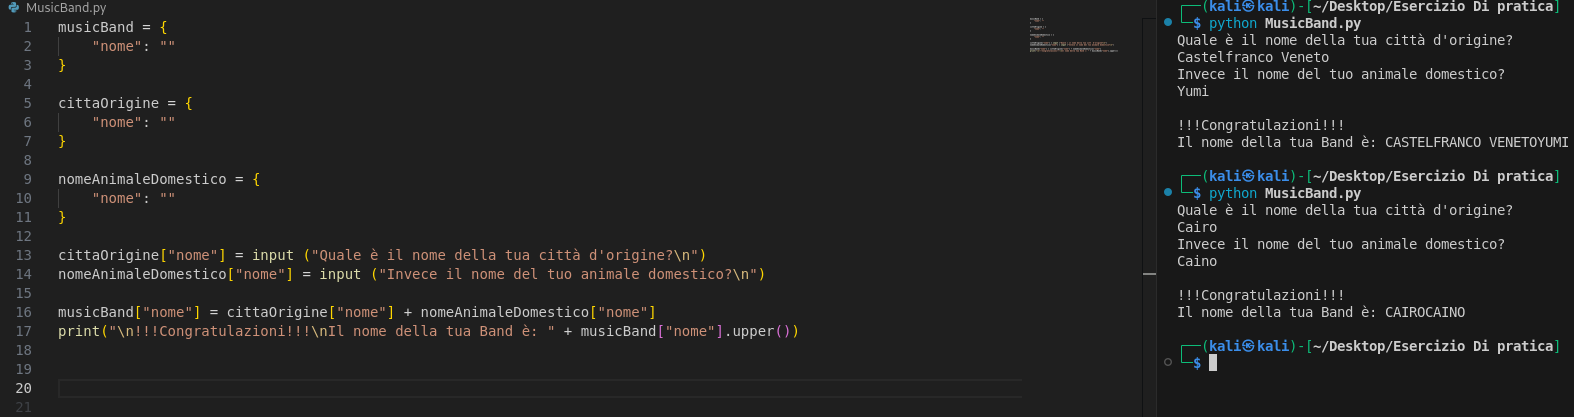 MusicBand.py
1 musicBand = {
2     "nome": ""
3 }
4
5 cittaOrigine = {
6     "nome": ""
7 }
8
9 nomeAnimaleDomestico = {
10     "nome": ""
11 }
12
13 cittaOrigine["nome"] = input ("Quale è il nome della tua città d'origine?\n")
14 nomeAnimaleDomestico["nome"] = input ("Invece il nome del tuo animale domestico?\n")
15
16 musicBand["nome"] = cittaOrigine["nome"] + nomeAnimaleDomestico["nome"]
17 print("\n!!!Congratulazioni!!!\nIl nome della tua Band è: " + musicBand["nome"].upper())
18
19
20
21
┌──(kali㉿kali)-[~/Desktop/Esercizio Di pratica]
└─$ python MusicBand.py
Quale è il nome della tua città d'origine?
Castelfranco Veneto
Invece il nome del tuo animale domestico?
Yumi

!!!Congratulazioni!!!
Il nome della tua Band è: CASTELFRANCO VENETOYUMI

┌──(kali㉿kali)-[~/Desktop/Esercizio Di pratica]
└─$ python MusicBand.py
Quale è il nome della tua città d'origine?
Cairo
Invece il nome del tuo animale domestico?
Caino

!!!Congratulazioni!!!
Il nome della tua Band è: CAIROCAINO

┌──(kali㉿kali)-[~/Desktop/Esercizio Di pratica]
└─$